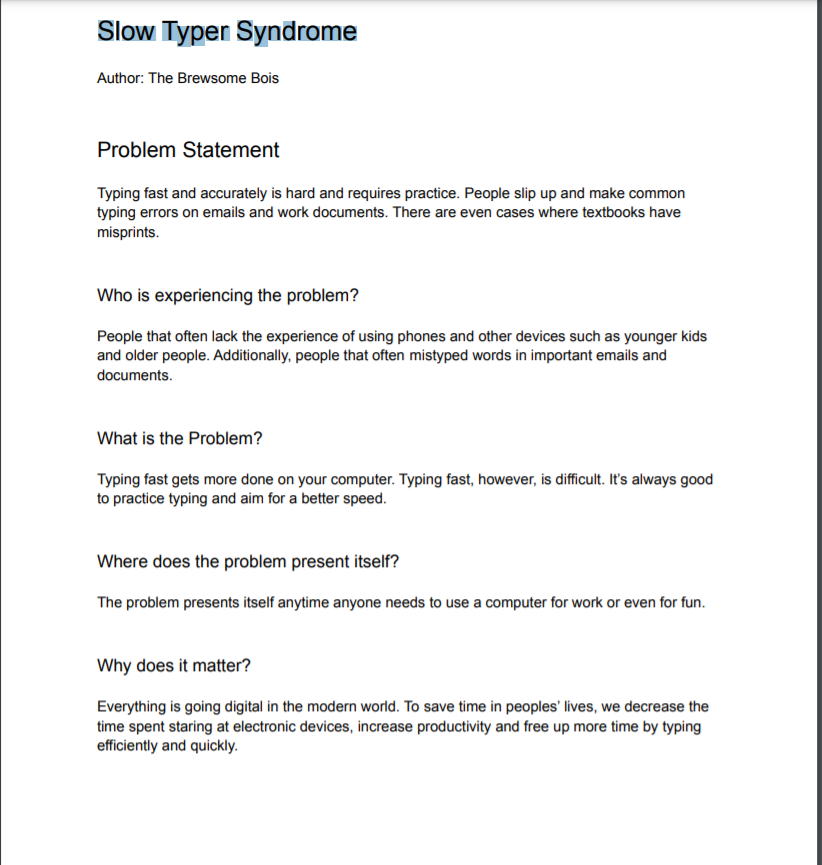 Slow Typer Syndrome
Author: The Brewsome Bois
Problem Statement
Typing fast and accurately is hard and requires practice. People slip up and make common
typing errors on emails and work documents. There are even cases where textbooks have
misprints.
Who is experiencing the problem?
People that often lack the experience of using phones and other devices such as younger kids
and older people. Additionally, people that often mistyped words in important emails and
documents.
What is the Problem?
Typing fast gets more done on your computer. Typing fast, however, is difficult. It's always good
to practice typing and aim for a better speed.
Where does the problem present itself?
The problem presents itself anytime anyone needs to use a computer for work or even for fun.
Why does it matter?
Everything is going digital in the modern world. To save time in peoples' lives, we decrease the
time spent staring at electronic devices, increase productivity and free up more time by typing
efficiently and quickly.